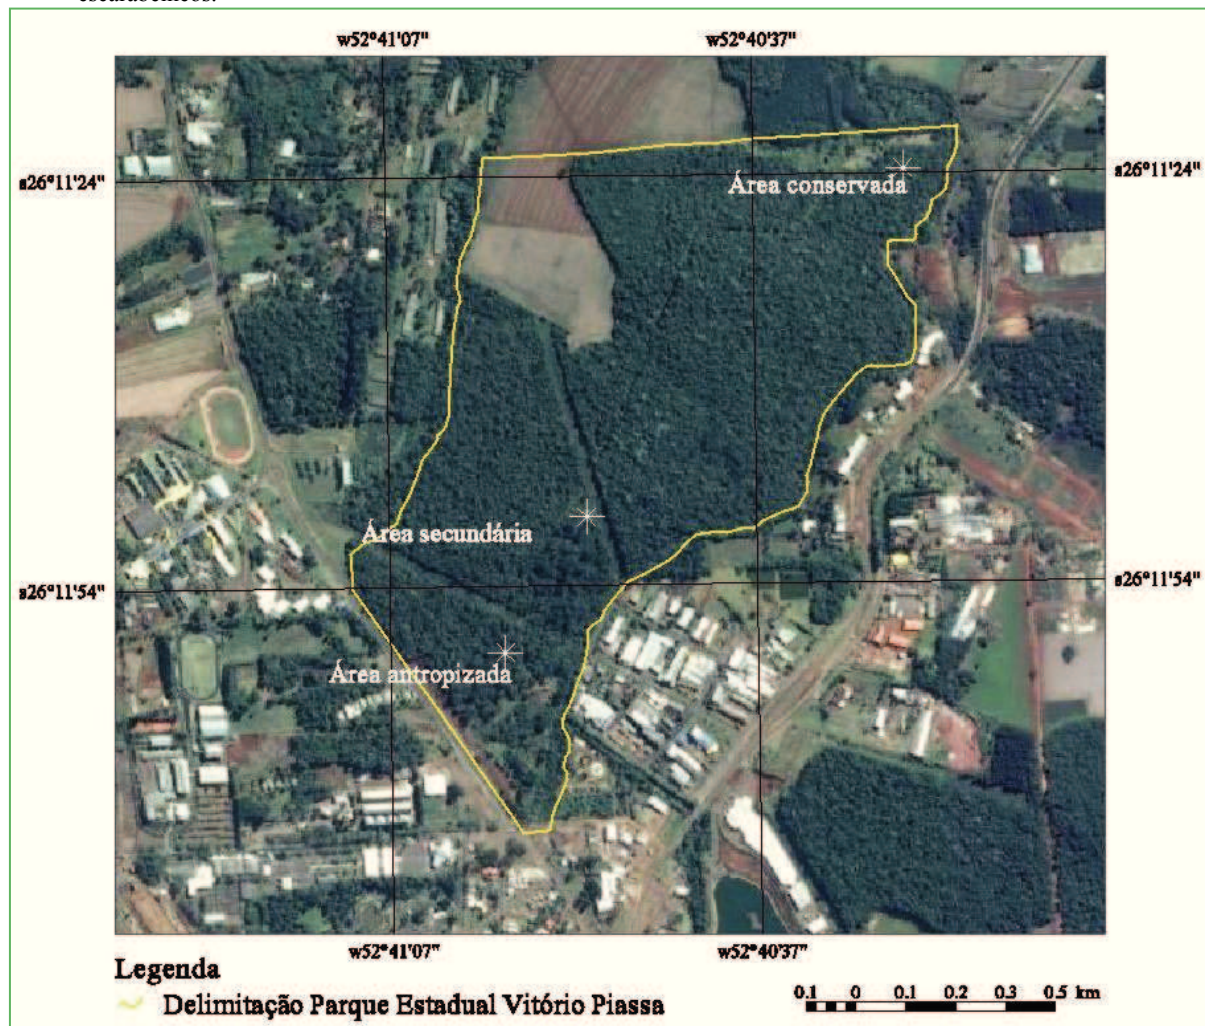 escarabeíficos.
w52°41'07" w52°40'37"
s26°11'24" s26°11'24"
Área conservada
Área secundária
s26°11'54" s26°11'54"
Área antropizada
w52°41'07" w52°40'37"
Legenda
Delimitação Parque Estadual Vitório Piassa
0.1 0 0.1 0.2 0.3 0.5 km